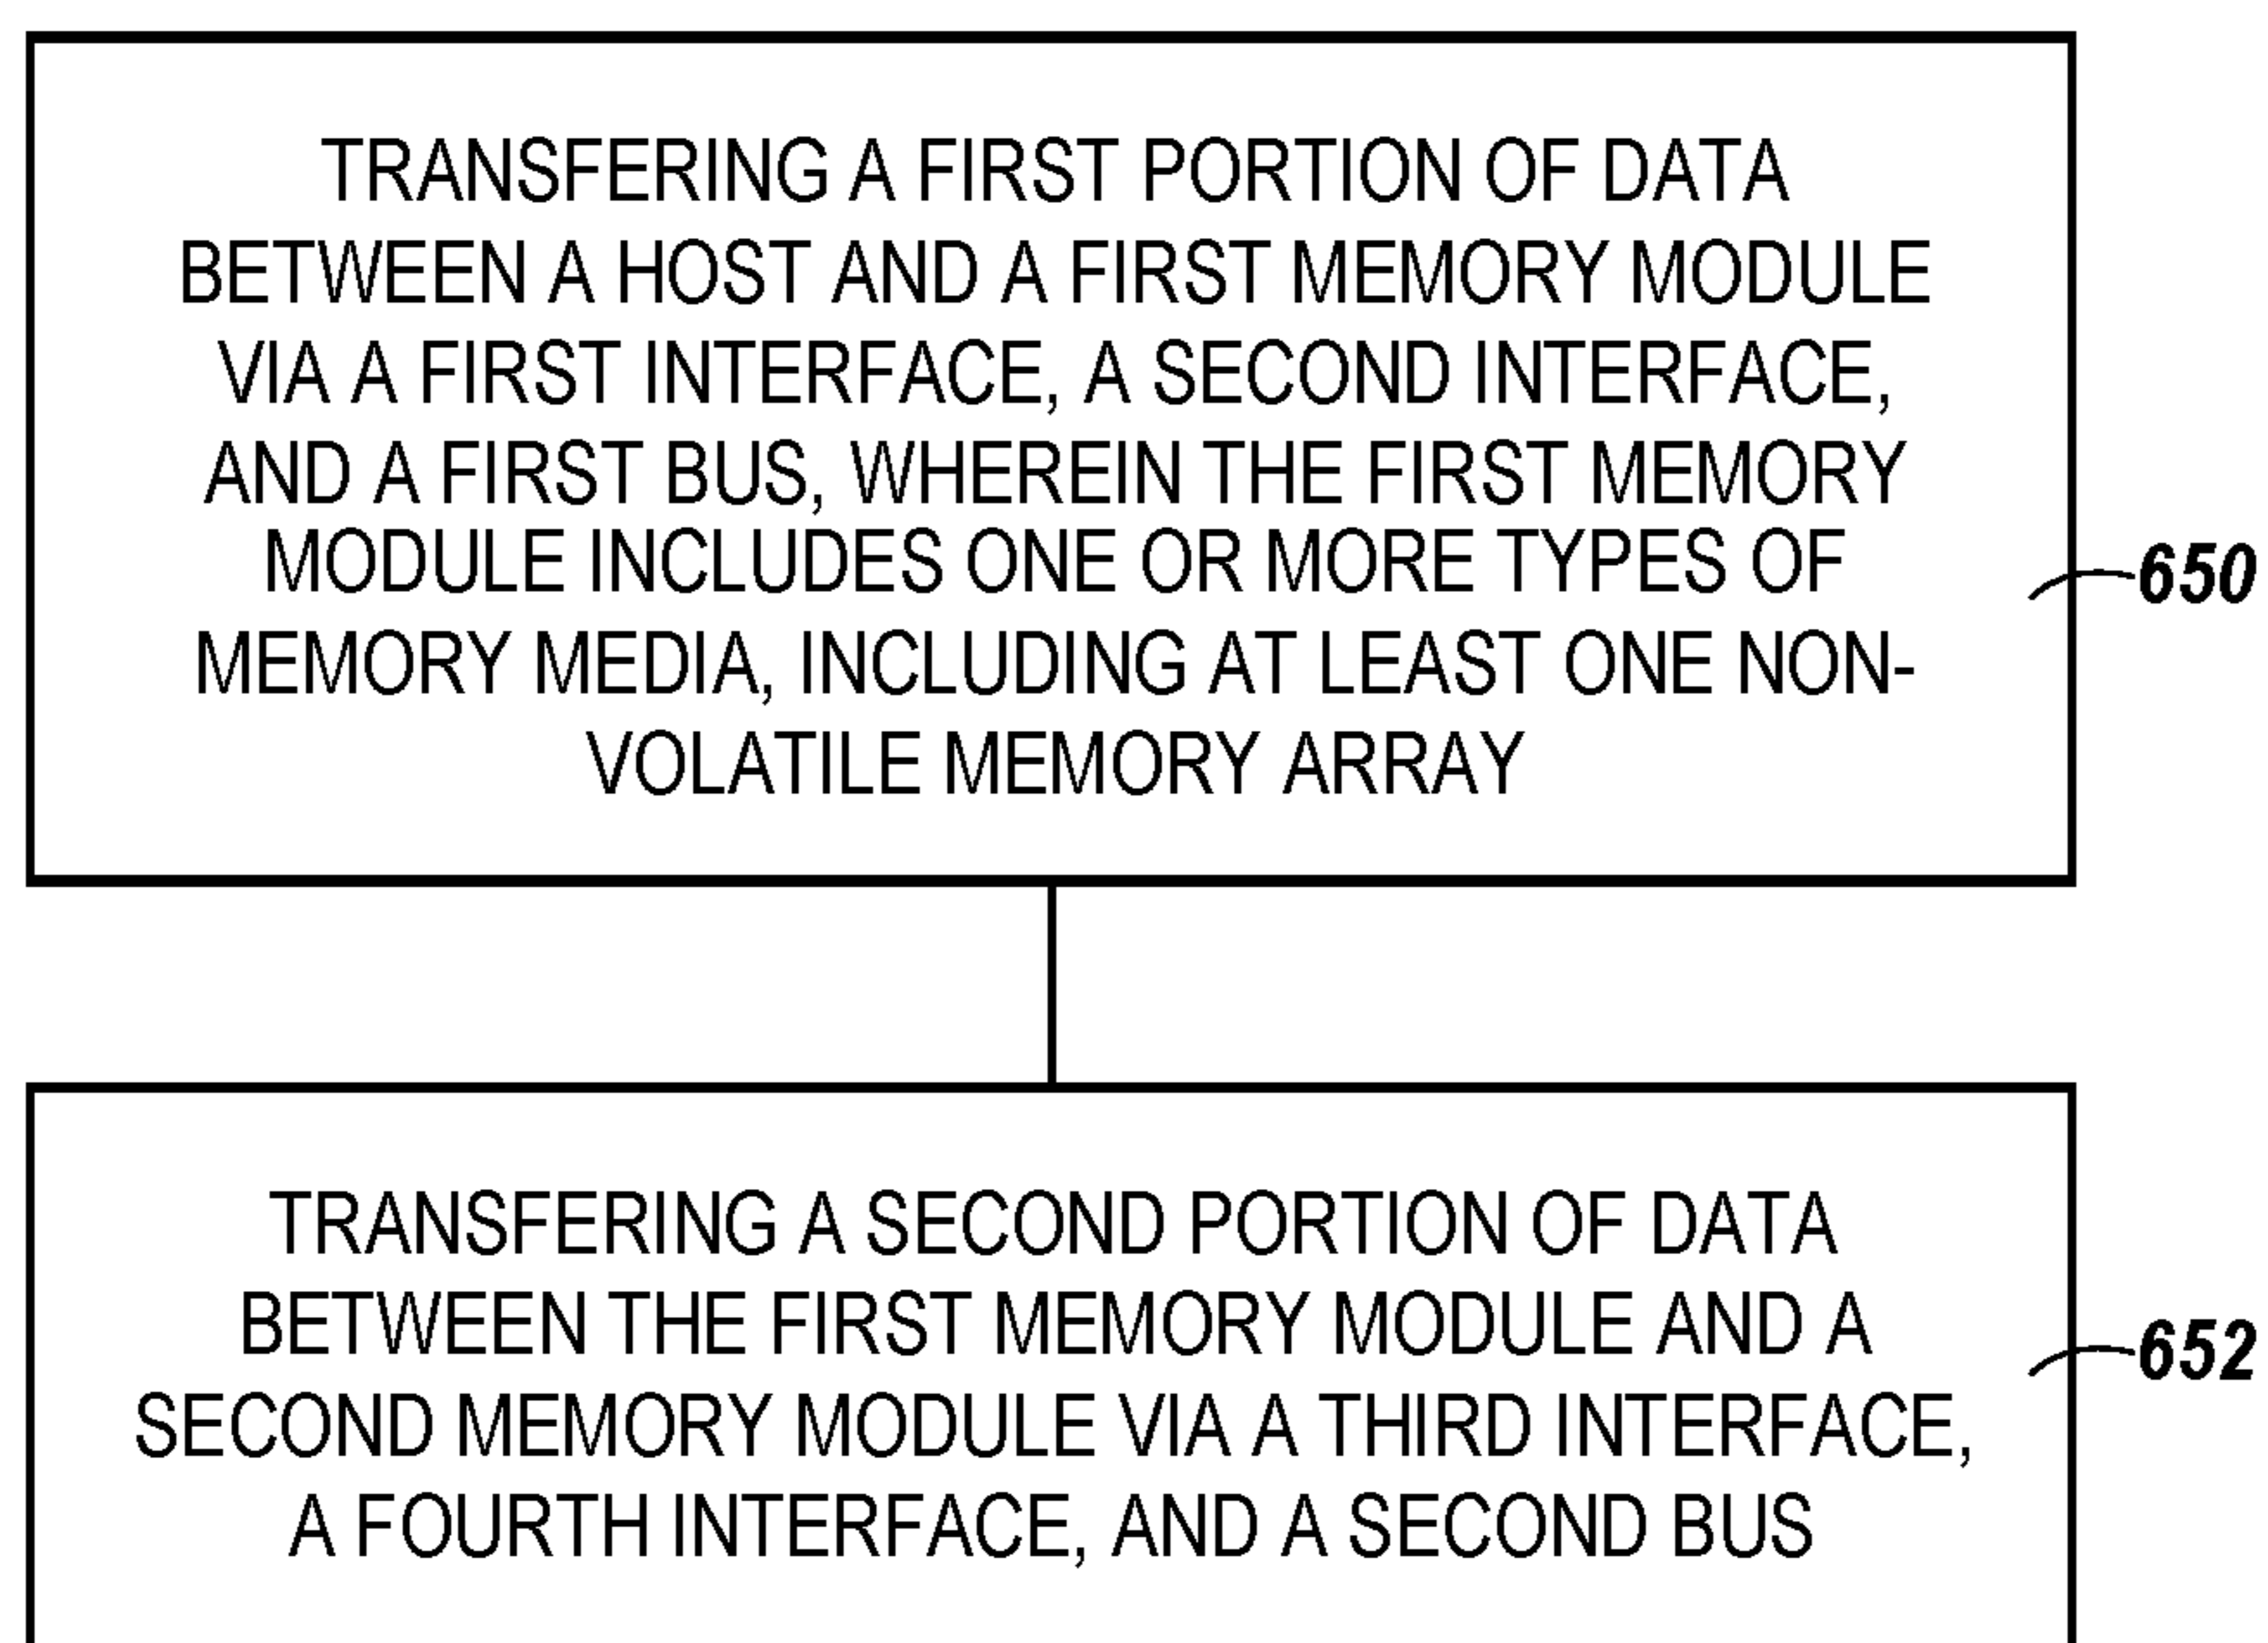 TRANSFERING A FIRST PORTION OF DATA
BETWEEN A HOST AND A FIRST MEMORY MODULE
VIA A FIRST INTERFACE, A SECOND INTERFACE,
AND A FIRST BUS, WHEREIN THE FIRST MEMORY
MODULE INCLUDES ONE OR MORE TYPES OF
MEMORY MEDIA, INCLUDING AT LEAST ONE NON-
VOLATILE MEMORY ARRAY
650
TRANSFERING A SECOND PORTION OF DATA
BETWEEN THE FIRST MEMORY MODULE AND A
SECOND MEMORY MODULE VIA A THIRD INTERFACE,
A FOURTH INTERFACE, AND A SECOND BUS
652